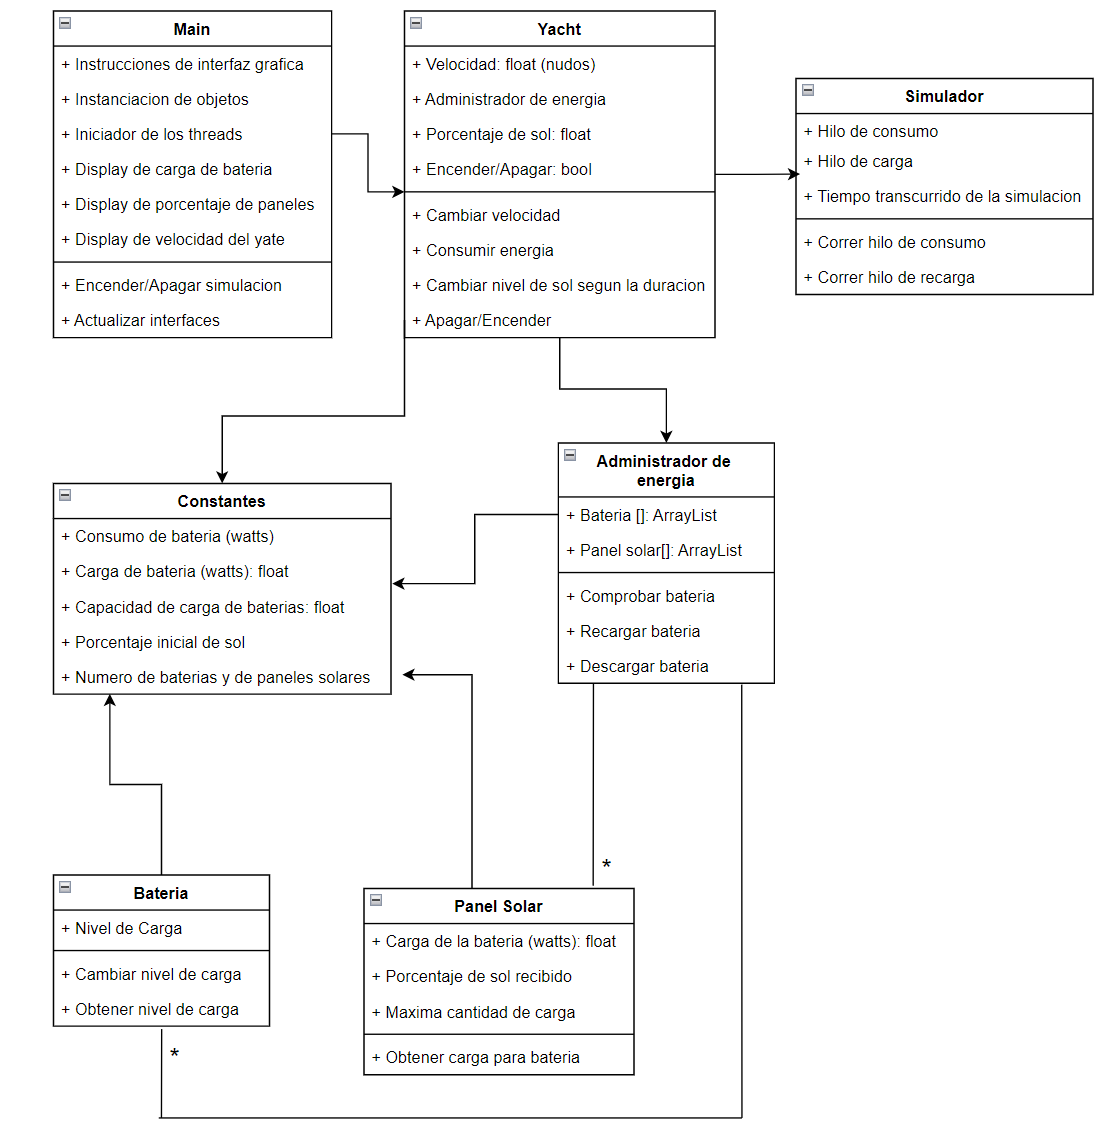 Main
+ Instrucciones de interfaz grafica
+ Instanciacion de objetos
+ Iniciador de los threads
+ Display de carga de bateria
+ Display de porcentaje de paneles
+ Display de velocidad del yate
+ Encender/Apagar simulacion
+ Actualizar interfaces
Yacht
+ Velocidad: float (nudos)
+ Administrador de energia
+ Porcentaje de sol: float
+ Encender/Apagar: bool
+ Cambiar velocidad
+ Consumir energia
+ Cambiar nivel de sol segun la duracion
+ Apagar/Encender
Simulador
+ Hilo de consumo
+ Hilo de carga
+ Tiempo transcurrido de la simulacion
+ Correr hilo de consumo
+ Correr hilo de recarga
Constantes
+ Consumo de bateria (watts)
+ Carga de bateria (watts): float
+ Capacidad de carga de baterias: float
+ Porcentaje inicial de sol
+ Numero de baterias y de paneles solares
Administrador de
energia
+ Bateria []: ArrayList
+ Panel solar[]: ArrayList
+ Comprobar bateria
+ Recargar bateria
+ Descargar bateria
*
Bateria
+ Nivel de Carga
+ Cambiar nivel de carga
+ Obtener nivel de carga
*
Panel Solar
+ Carga de la bateria (watts): float
+ Porcentaje de sol recibido
+ Maxima cantidad de carga
+ Obtener carga para bateria